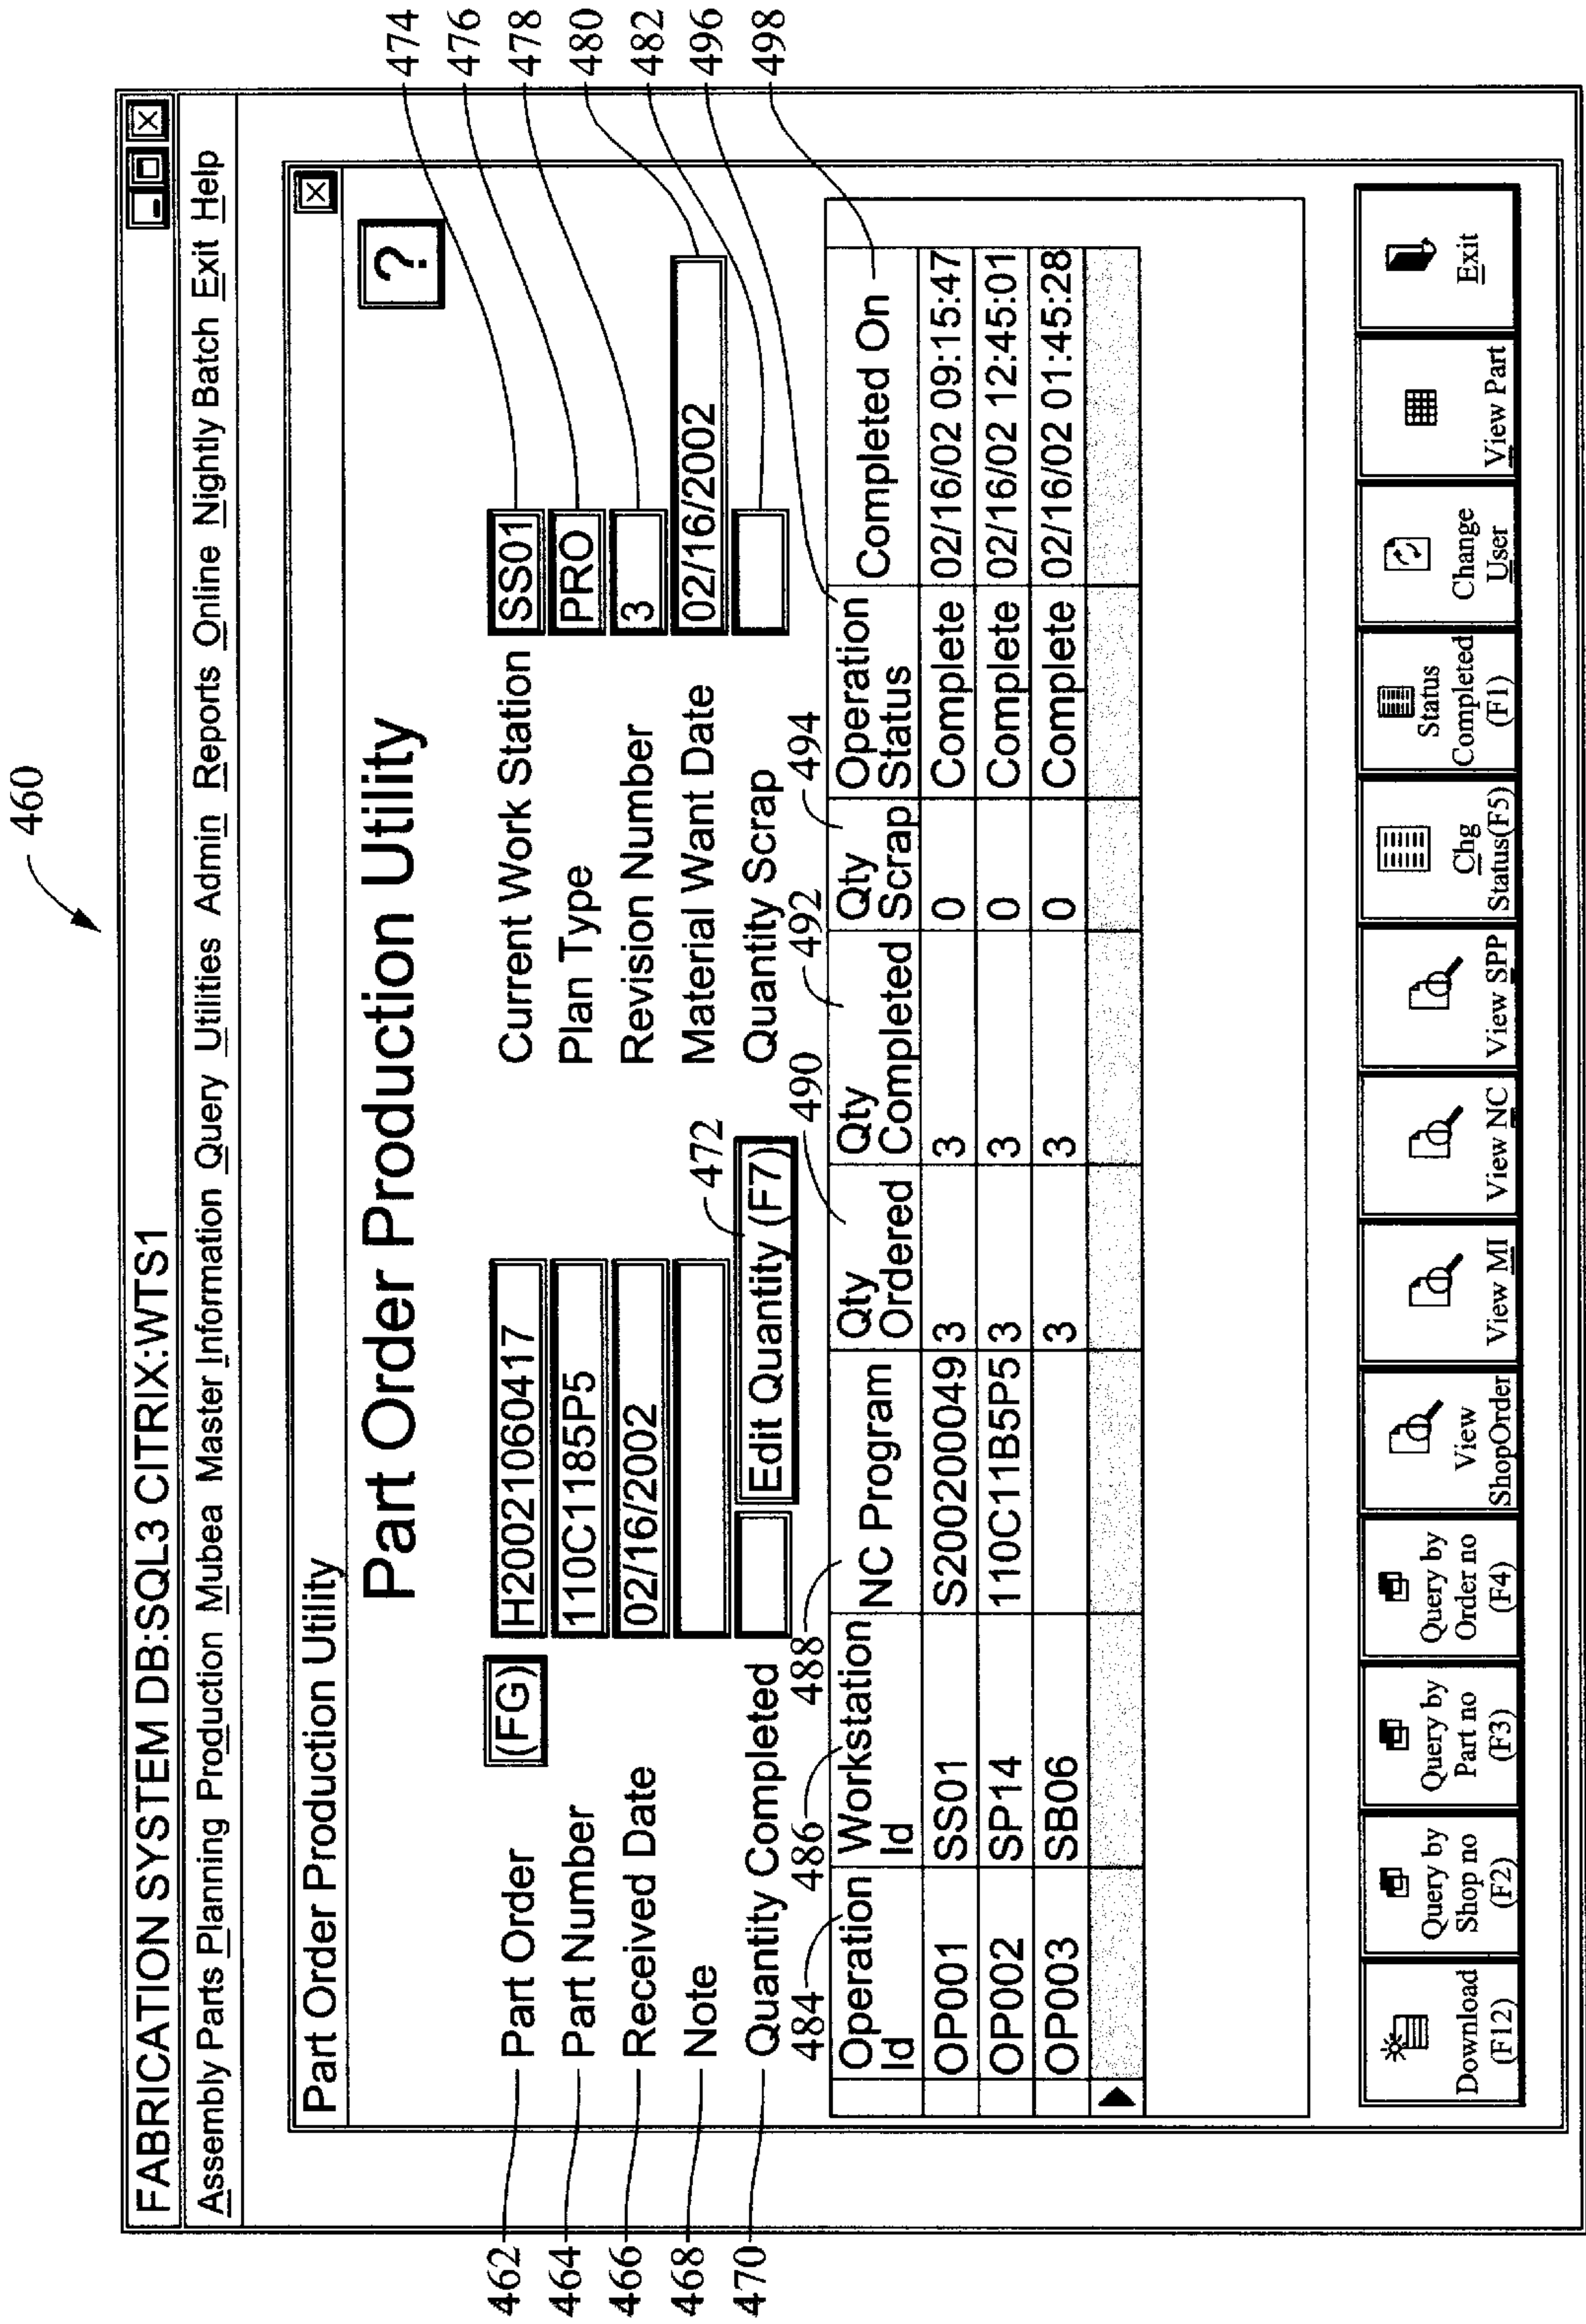 460
FABRICATION SYSTEM DB:SQL3 CITRIX:WTS1
Assembly Parts Planning Production Mubea Master Information Query Utilities Admin Reports Online Nightly Batch Exit Help
Part Order Production Utility
Part Order Production Utility
?
462 Part Order (FG) H20021060417 Current Work Station SS01 474
464 Part Number 110C1185P5 Plan Type PRO 476
466 Received Date 02/16/2002 Revision Number 3 478
468 Note Material Want Date 02/16/2002 480
470 Quantity Completed Edit Quantity (F7) 472 Quantity Scrap 482
484 486 488 490 492 494 496 498
Operation Id Workstation Id NC Program Qty Ordered Qty Completed Qty Scrap Operation Status Completed On
OP001 SS01 S200200049 3 3 0 Complete 02/16/02 09:15:47
OP002 SP14 110C11B5P5 3 3 0 Complete 02/16/02 12:45:01
OP003 SB06 3 3 0 Complete 02/16/02 01:45:28
Download (F12)
Query by Shop no (F2)
Query by Part no (F3)
Query by Order no (F4)
View ShopOrder
View MI
View NC
View SPP
Chg Status(F5)
Status Completed (F1)
Change User
View Part
Exit